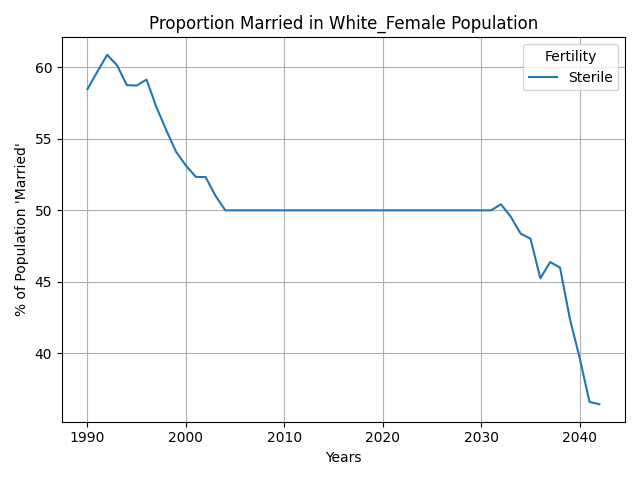 Proportion Married in White_Female Population
Fertility
Sterile
60
55
50
45
40
% of Population 'Married'
1990
2000
2010
2020
2030
2040
Years